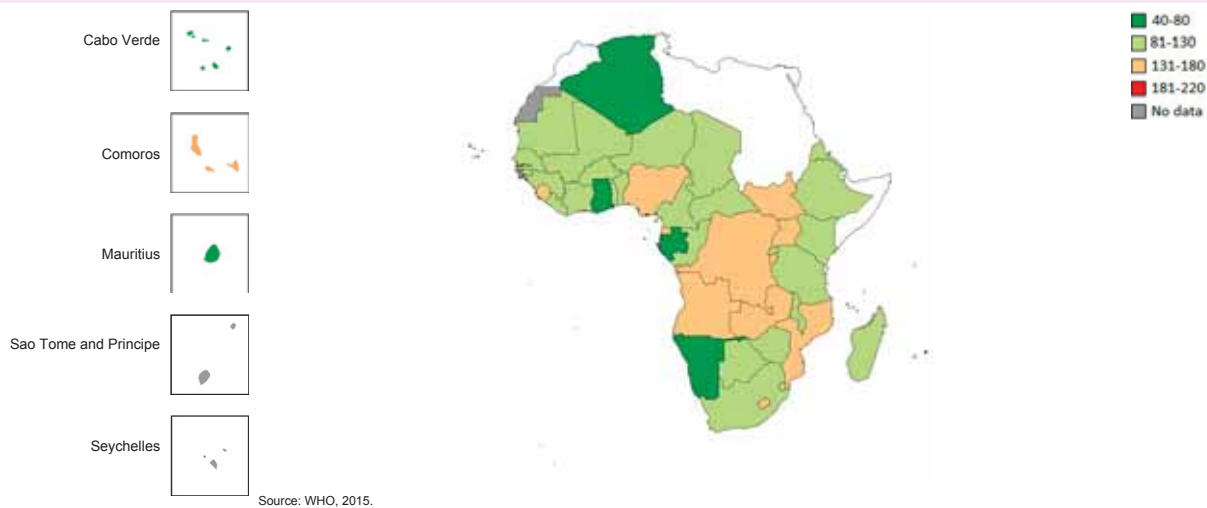 Cabo Verde
Comoros
Mauritius
Sao Tome and Principe
Seychelles
40-80
81-130
131-180
181-220
No data
Source: WHO, 2015.